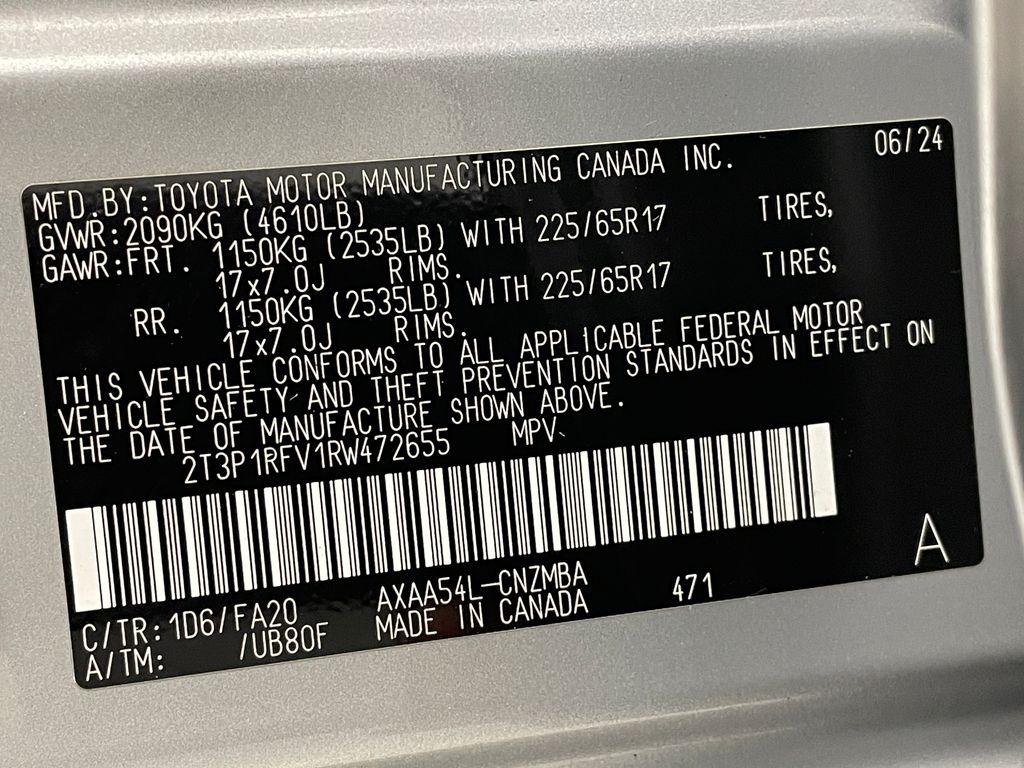 06/24
MFD.BY:TOYOTA MOTOR MANUFACTURING CANADA INC.
GVWR:2090KG (4610LB)
GAWR:FRT. 1150KG (2535LB) WITH 225/65R17 TIRES,
17x7.0J RIMS.
RR. 1150KG (2535LB) WITH 225/65R17 TIRES,
17x7.0J RIMS.
THIS VEHICLE CONFORMS TO ALL APPLICABLE FEDERAL MOTOR
VEHICLE SAFETY AND THEFT PREVENTION STANDARDS IN EFFECT ON
THE DATE OF MANUFACTURE SHOWN ABOVE.
2T3P1RFV1RW472655 MPV
A
C/TR:1D6/FA20 AXAA54L-CNZMBA 471
A/TM: /UB80F MADE IN CANADA